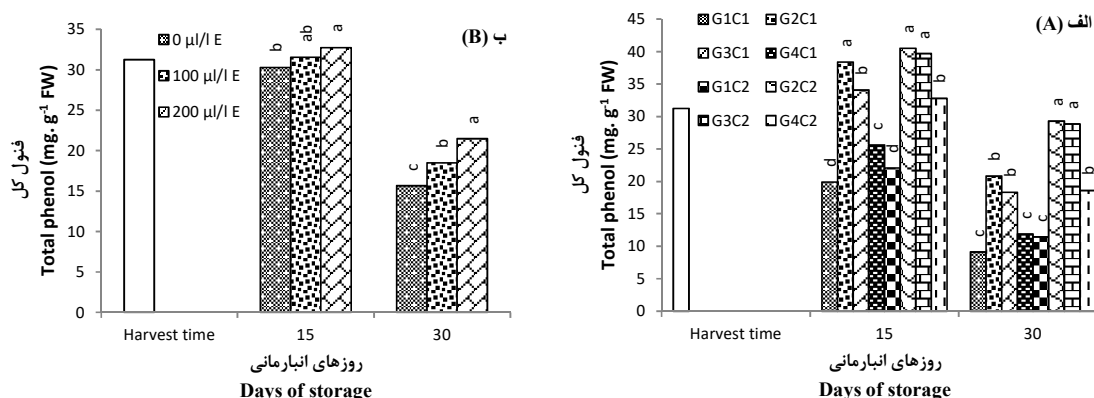 ب (B)
فنول کل
Total phenol (mg. g⁻¹ FW)
35
30
25
20
15
10
5
0
0 µl/l E
100 µl/l E
200 µl/l E
b
ab
a
c
b
a
Harvest time
15
30
روزهای انبارمانی
Days of storage
الف (A)
فنول کل
Total phenol (mg. g⁻¹ FW)
45
40
35
30
25
20
15
10
5
0
G1C1
G2C1
G3C1
G4C1
G1C2
G2C2
G3C2
G4C2
d
a
b
c
d
a
a
b
c
b
b
c
c
a
a
b
Harvest time
15
30
روزهای انبارمانی
Days of storage